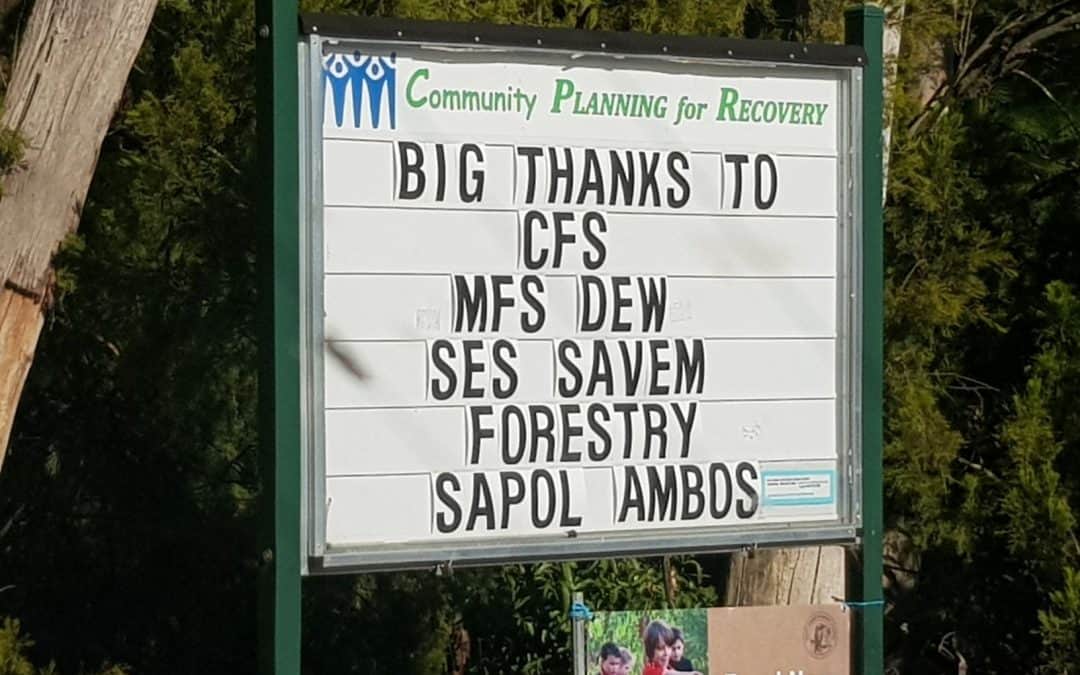 Community Planning for Recovery
BIG THANKS TO
CFS
MFS DEW
SES SAVEM
FORESTRY
SAPOL AMBOS